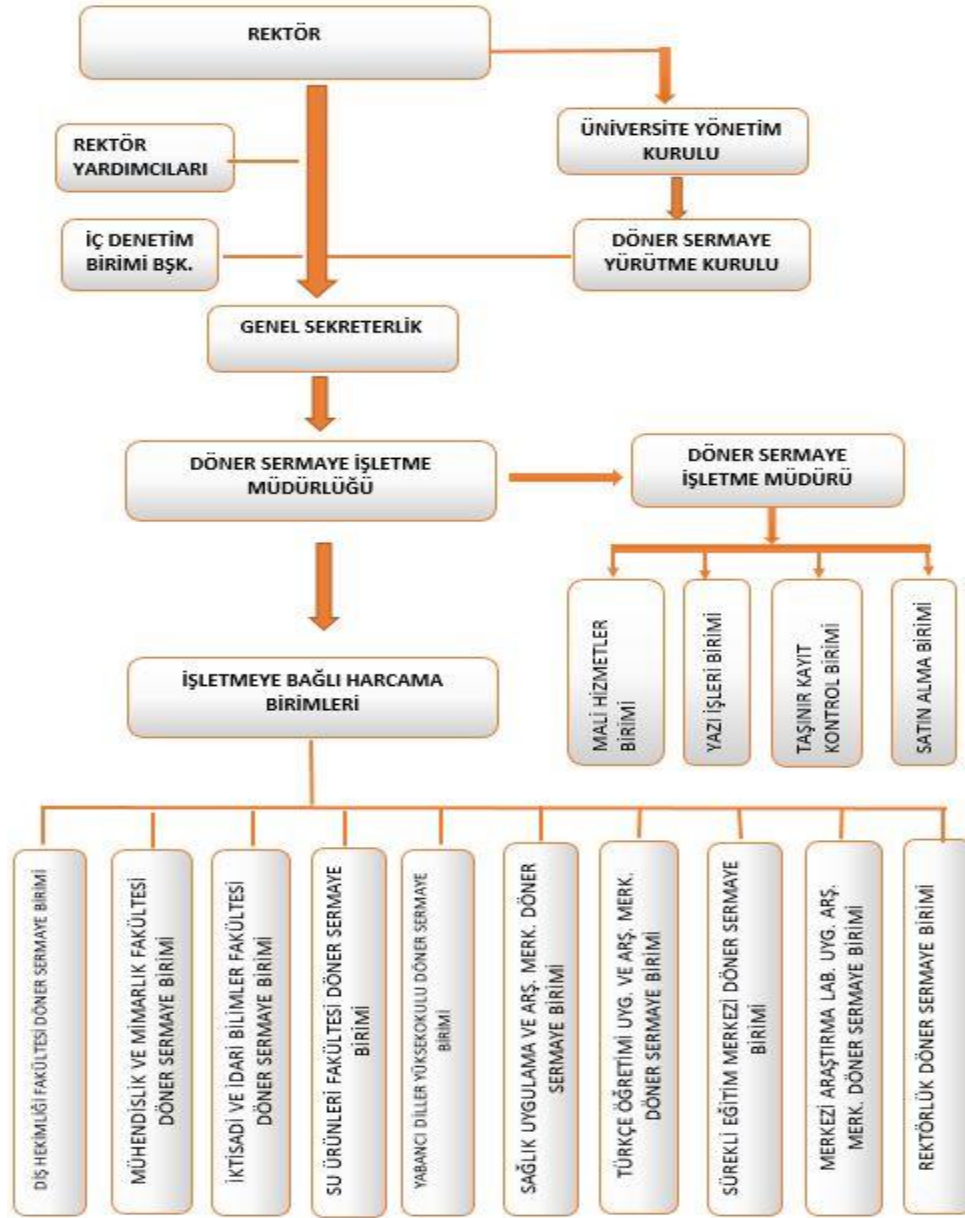 REKTÖR
REKTÖR
YARDIMCILARI
ÜNİVERSİTE YÖNETİM
KURULU
İÇ DENETİM
BİRİMİ BŞK.
DÖNER SERMAYE
YÜRÜTME KURULU
GENEL SEKRETERLİK
DÖNER SERMAYE İŞLETME
MÜDÜRLÜĞÜ
DÖNER SERMAYE
İŞLETME MÜDÜRÜ
MALİ HİZMETLER
BİRİMİ
YAZI İŞLERİ BİRİMİ
TAŞINIR KAYIT
KONTROL BİRİMİ
SATIN ALMA BİRİMİ
İŞLETMEYE BAĞLI HARCAMA
BİRİMLERİ
DİŞ HEKİMLİĞİ FAKÜLTESİ DÖNER SERMAYE BİRİMİ
MÜHENDİSLİK VE MİMARLIK FAKÜLTESİ
DÖNER SERMAYE BİRİMİ
İKTİSADİ VE İDARİ BİLİMLER FAKÜLTESİ
DÖNER SERMAYE BİRİMİ
SU ÜRÜNLERİ FAKÜLTESİ DÖNER SERMAYE
BİRİMİ
YABANCI DİLLER YÜKSEKOKULU DÖNER SERMAYE
BİRİMİ
SAĞLIK UYGULAMA VE ARŞ. MERK. DÖNER
SERMAYE BİRİMİ
TÜRKÇE ÖĞRETİMİ UYG. VE ARŞ. MERK.
DÖNER SERMAYE BİRİMİ
SÜREKLİ EĞİTİM MERKEZİ DÖNER SERMAYE
BİRİMİ
MERKEZİ ARAŞTIRMA LAB. UYG. ARŞ.
MERK. DÖNER SERMAYE BİRİMİ
REKTÖRLÜK DÖNER SERMAYE BİRİMİ